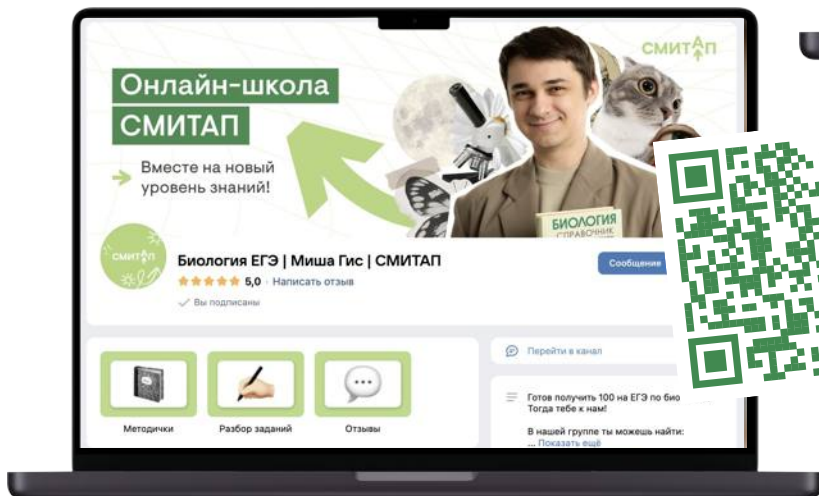 СМИТАП
Онлайн-школа
СМИТАП
Вместе на новый
уровень знаний!
БИОЛОГИЯ
СПРАВОЧНИК
смитап
Биология ЕГЭ | Миша Гис | СМИТАП
5,0 · Написать отзыв
Вы подписаны
Сообщение
Перейти в канал
Методички
Разбор заданий
Отзывы
Готов получить 100 на ЕГЭ по био
Тогда тебе к нам!
В нашей группе ты можешь найти:
... Показать ещё